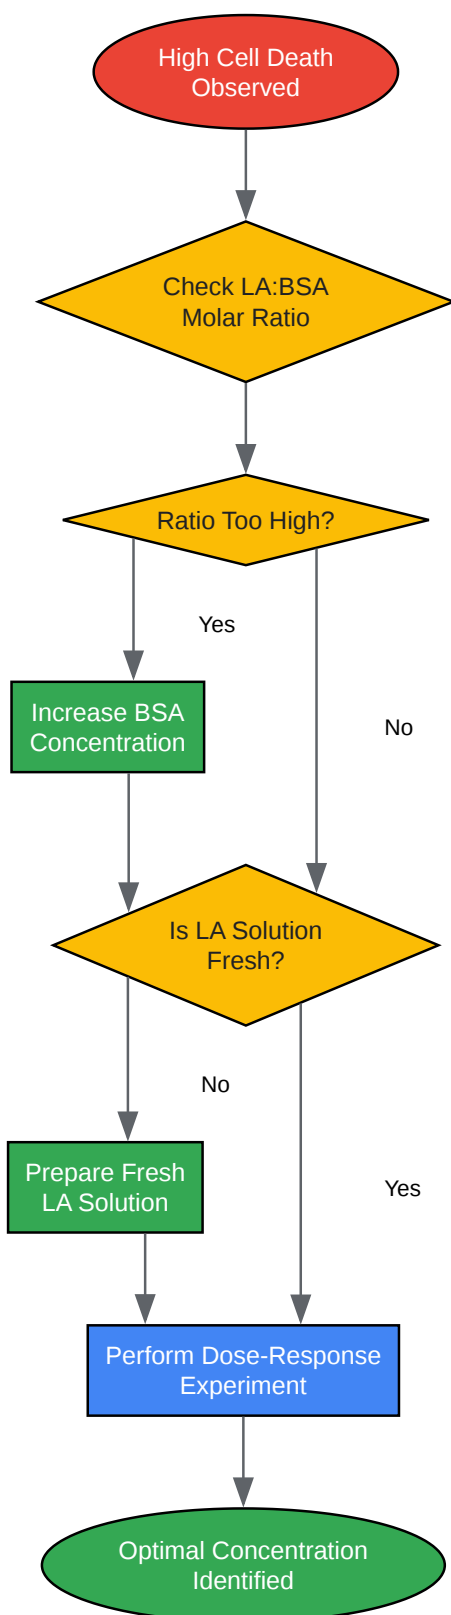 High Cell Death
Observed
Check LA:BSA
Molar Ratio
Ratio Too High?
Yes
Increase BSA
Concentration
No
Is LA Solution
Fresh?
No
Prepare Fresh
LA Solution
Yes
Perform Dose-Response
Experiment
Optimal Concentration
Identified